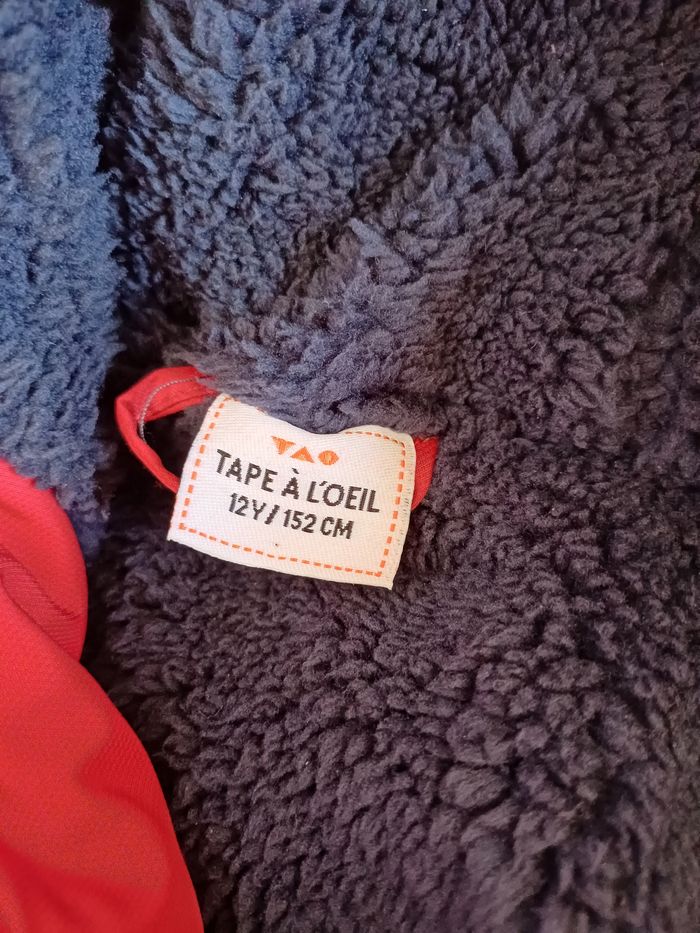 TAO
TAPE À L'OEIL
12Y/152 CM